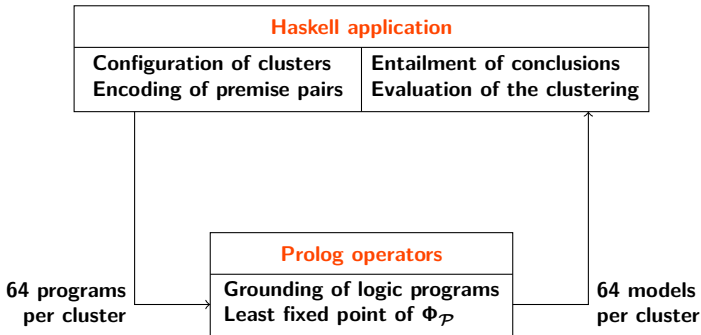 Haskell application
Configuration of clusters
Encoding of premise pairs
Entailment of conclusions
Evaluation of the clustering
Prolog operators
Grounding of logic programs
Least fixed point of Φ𝒫
64 programs
per cluster
64 models
per cluster